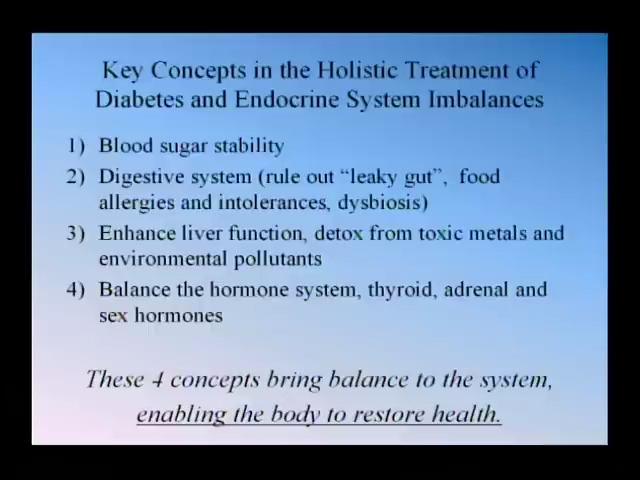 Key Concepts in the Holistic Treatment of
Diabetes and Endocrine System Imbalances
1) Blood sugar stability
2) Digestive system (rule out “leaky gut”, food
allergies and intolerances, dysbiosis)
3) Enhance liver function, detox from toxic metals and
environmental pollutants
4) Balance the hormone system, thyroid, adrenal and
sex hormones
These 4 concepts bring balance to the system,
enabling the body to restore health.